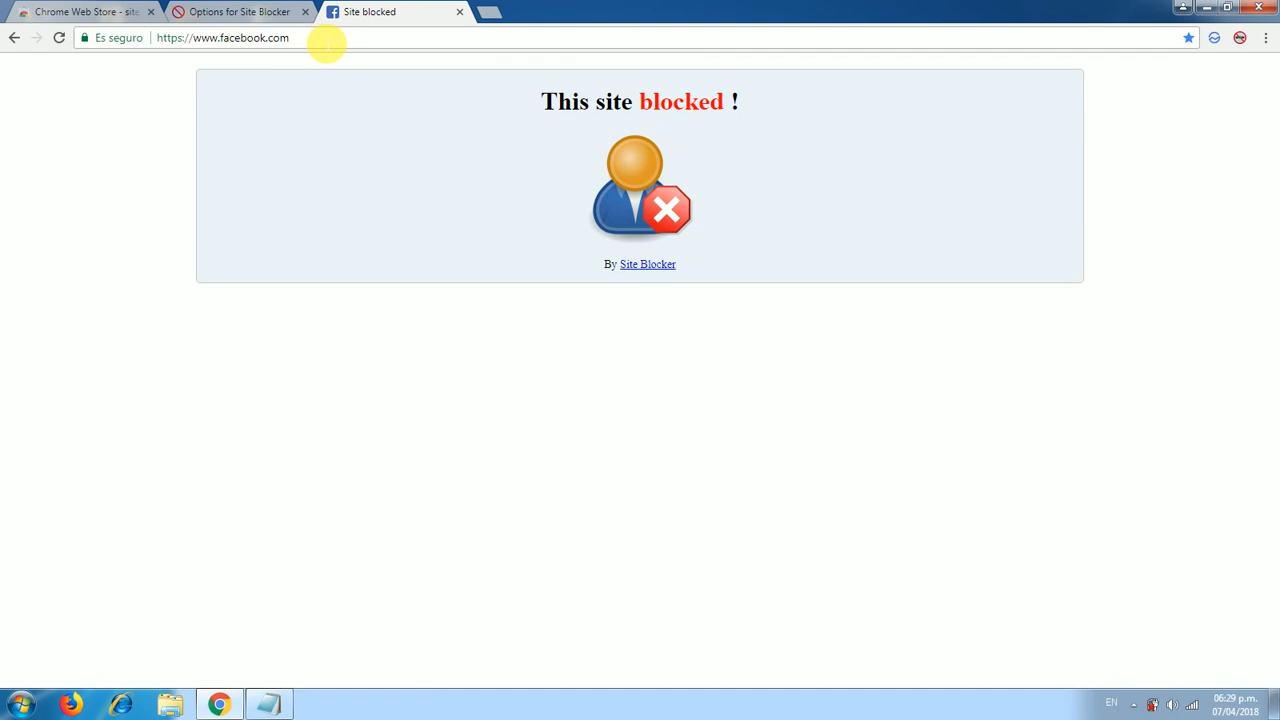 Chrome Web Store - site
Options for Site Blocker
Site blocked
Es seguro
https://www.facebook.com
This site blocked !
By Site Blocker
EN
06:29 p.m.
07/04/2018